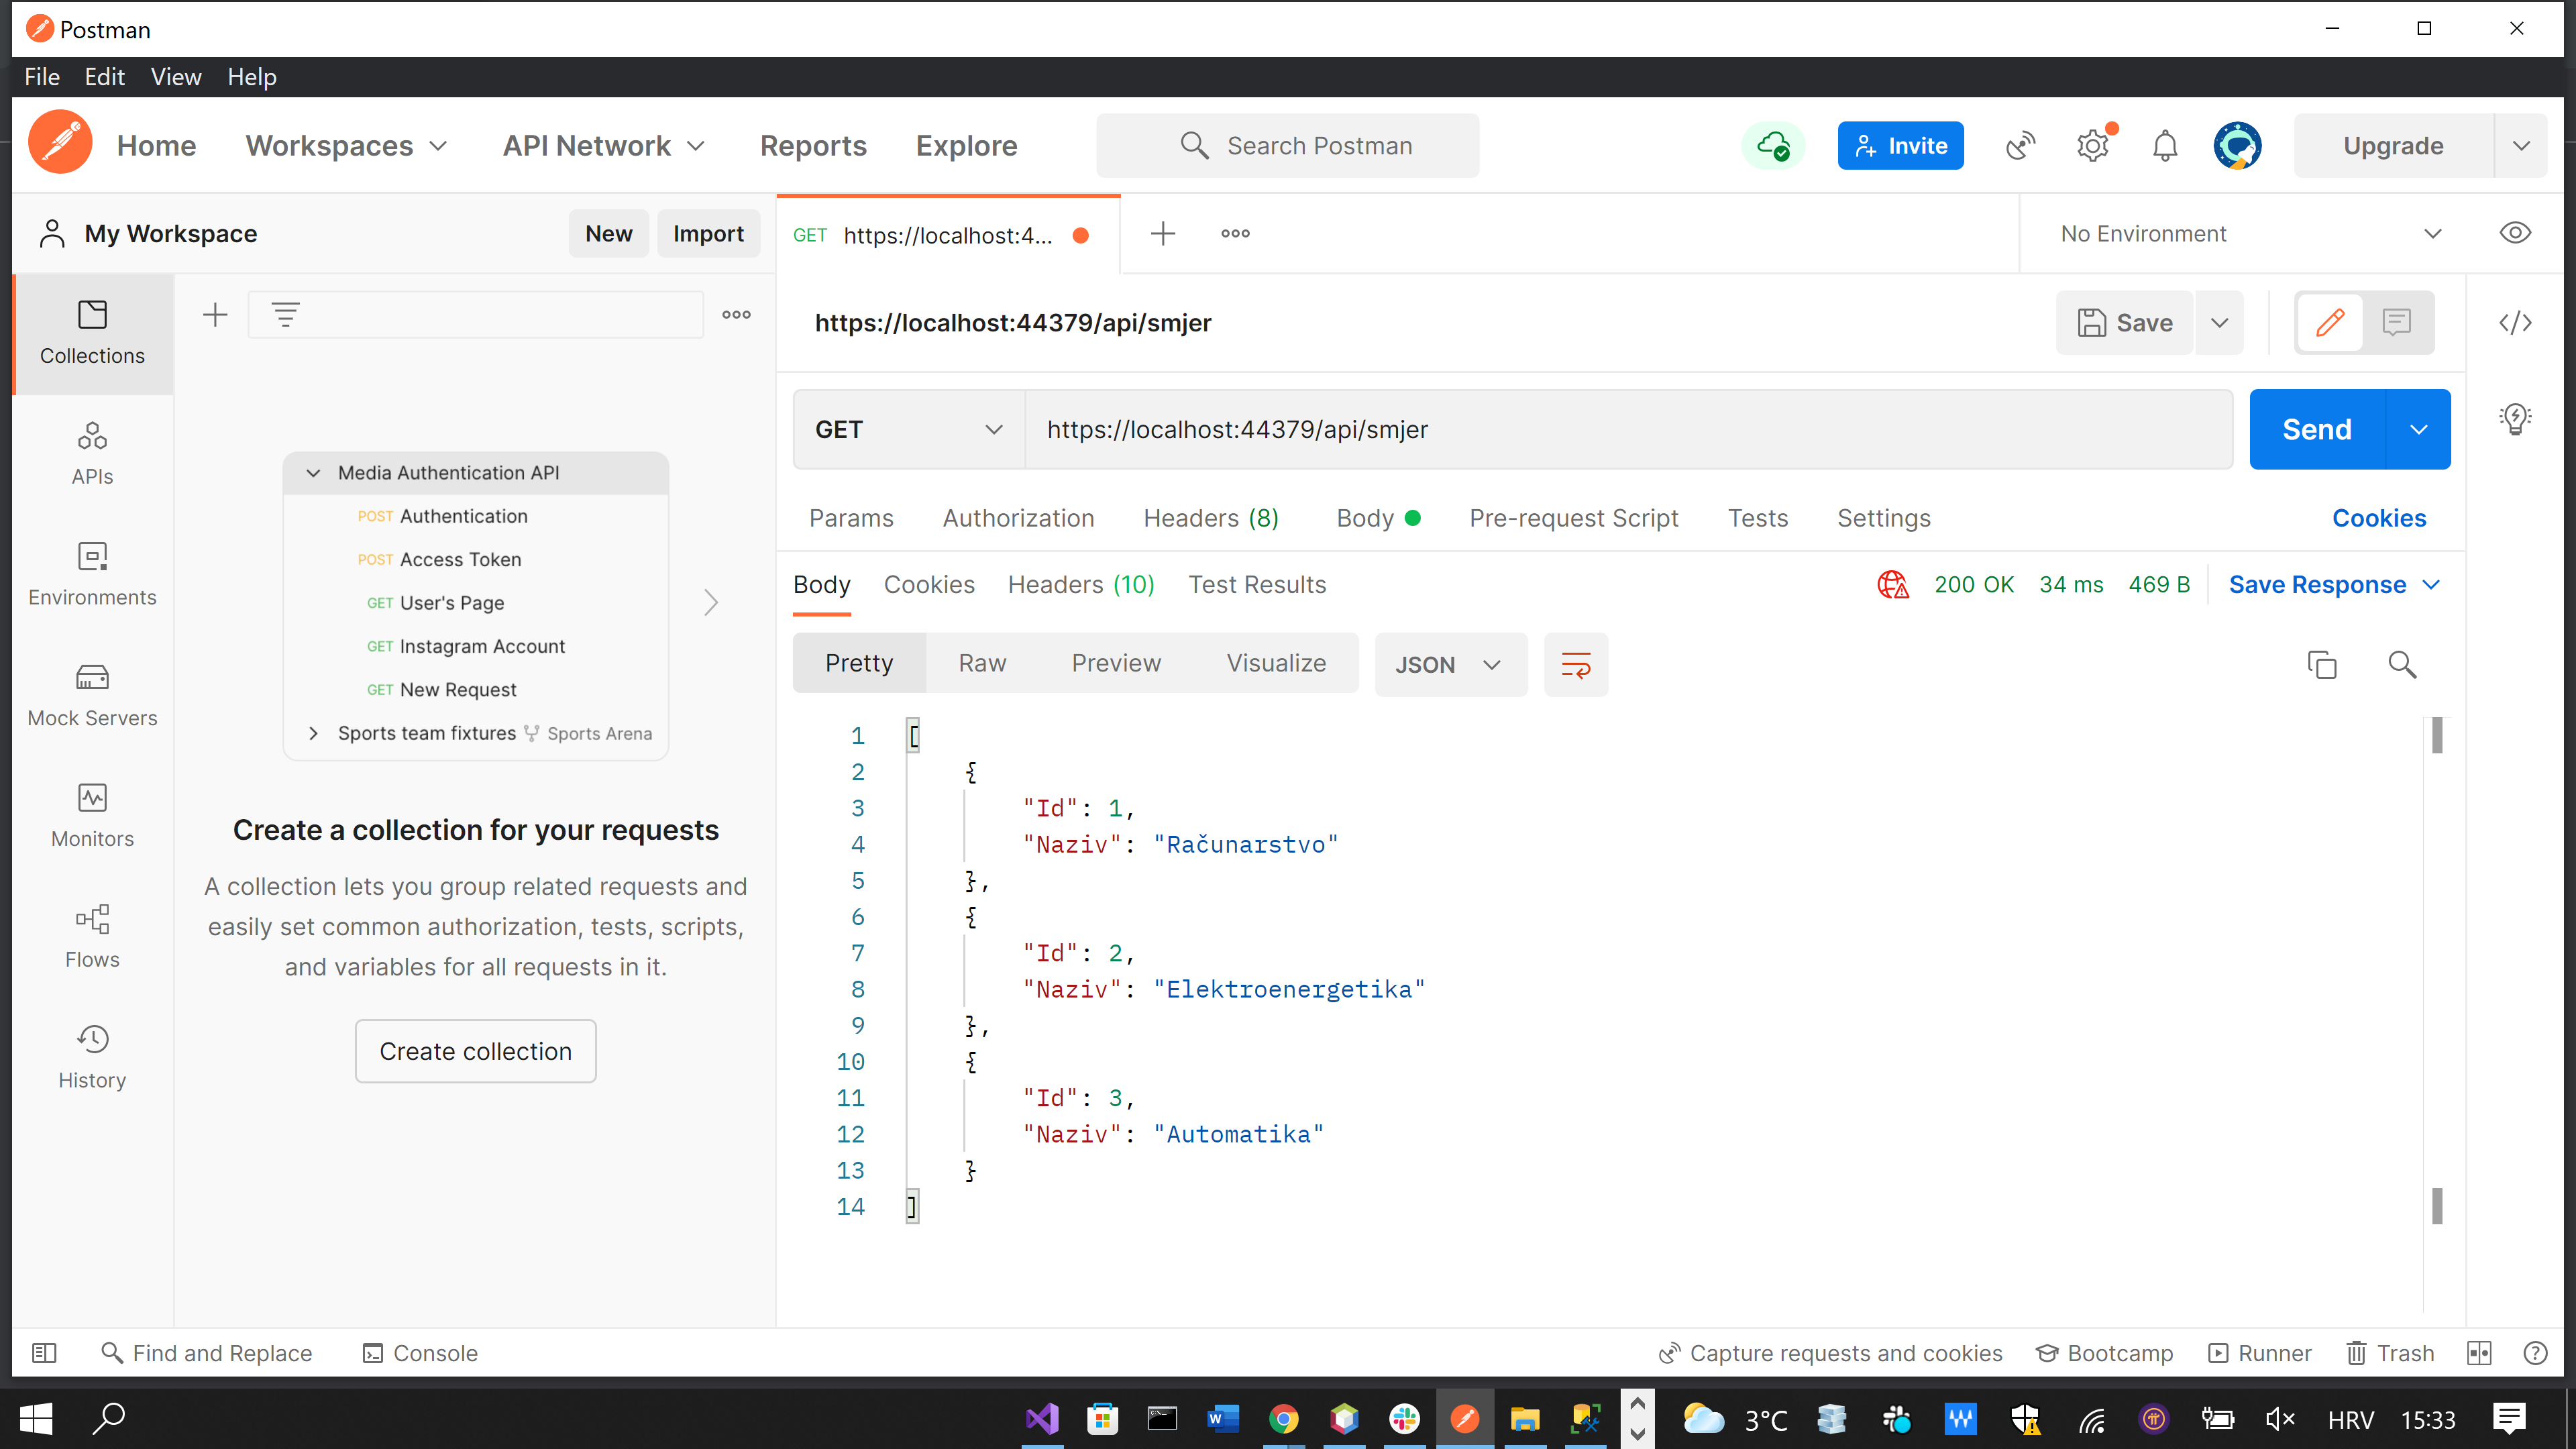 Postman
File Edit View Help
Home Workspaces API Network Reports Explore Search Postman Invite Upgrade
My Workspace New Import GET https://localhost:4... No Environment
Collections
APIs
Environments
Mock Servers
Monitors
Flows
History
Media Authentication API
POST Authentication
POST Access Token
GET User's Page
GET Instagram Account
GET New Request
Sports team fixtures Sports Arena
Create a collection for your requests
A collection lets you group related requests and
easily set common authorization, tests, scripts,
and variables for all requests in it.
Create collection
https://localhost:44379/api/smjer Save
GET https://localhost:44379/api/smjer Send
Params Authorization Headers (8) Body Pre-request Script Tests Settings Cookies
Body Cookies Headers (10) Test Results 200 OK 34 ms 469 B Save Response
Pretty Raw Preview Visualize JSON
1 [
2 {
3 "Id": 1,
4 "Naziv": "Računarstvo"
5 },
6 {
7 "Id": 2,
8 "Naziv": "Elektroenergetika"
9 },
10 {
11 "Id": 3,
12 "Naziv": "Automatika"
13 }
14 ]
Find and Replace Console Capture requests and cookies Bootcamp Runner Trash
3°C HRV 15:33